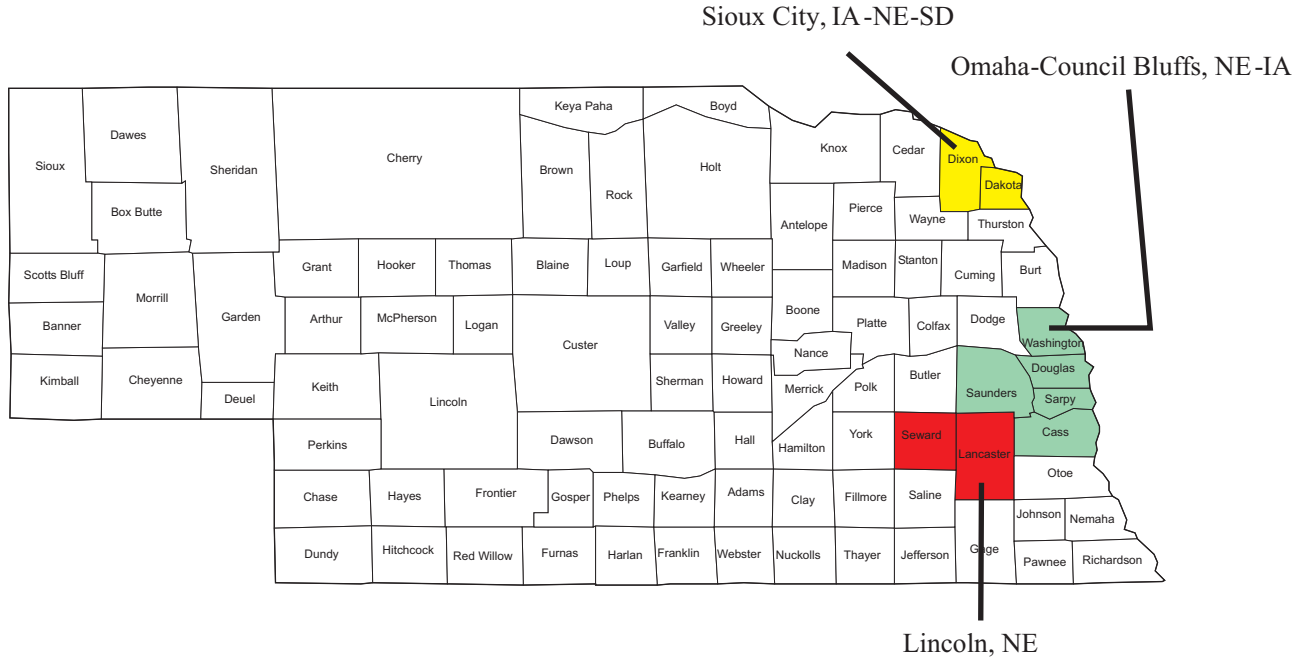 Sioux City, IA-NE-SD
Omaha-Council Bluffs, NE-IA
Keya Paha
Boyd
Dawes
Sioux
Sheridan
Cherry
Brown
Rock
Holt
Knox
Cedar
Dixon
Dakota
Box Butte
Antelope
Pierce
Wayne
Thurston
Scotts Bluff
Morrill
Garden
Grant
Hooker
Thomas
Blaine
Loup
Garfield
Wheeler
Madison
Stanton
Cuming
Burt
Banner
Arthur
McPherson
Logan
Custer
Valley
Greeley
Boone
Platte
Colfax
Dodge
Washington
Nance
Kimball
Cheyenne
Deuel
Keith
Lincoln
Sherman
Howard
Merrick
Polk
Butler
Saunders
Douglas
Sarpy
Perkins
Dawson
Buffalo
Hall
Hamilton
York
Seward
Lancaster
Cass
Otoe
Chase
Hayes
Frontier
Gosper
Phelps
Kearney
Adams
Clay
Fillmore
Saline
Johnson
Nemaha
Dundy
Hitchcock
Red Willow
Furnas
Harlan
Franklin
Webster
Nuckolls
Thayer
Jefferson
Gage
Pawnee
Richardson
Lincoln, NE